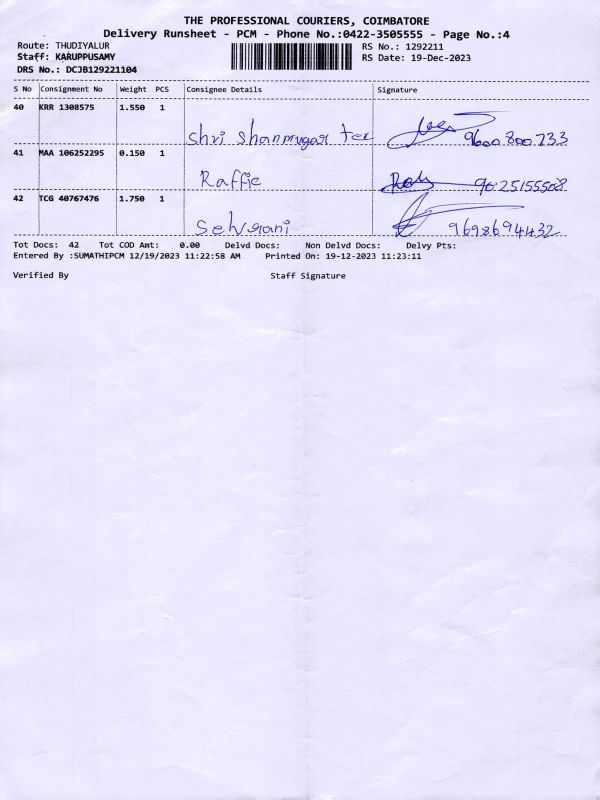 THE PROFESSIONAL COURIERS, COIMBATORE
Delivery Runsheet - PCM - Phone No.:0422-3505555 - Page No.:4
Route: THUDIYALUR RS No.: 1292211
Staff: KARUPPUSAMY RS Date: 19-Dec-2023
DRS No.: DCJB129221104
S No Consignment No Weight PCS Consignee Details Signature
40 KRR 1308575 1.550 1
Shri Shanmugar tex 9600800733
41 MAA 106252295 0.150 1
Raffic 9025155508
42 TCG 40767476 1.750 1
Selvarani 9698694432
Tot Docs: 42 Tot COD Amt: 0.00 Delvd Docs: Non Delvd Docs: Delvy Pts:
Entered By :SUMATHIPCM 12/19/2023 11:22:58 AM Printed On: 19-12-2023 11:23:11
Verified By Staff Signature